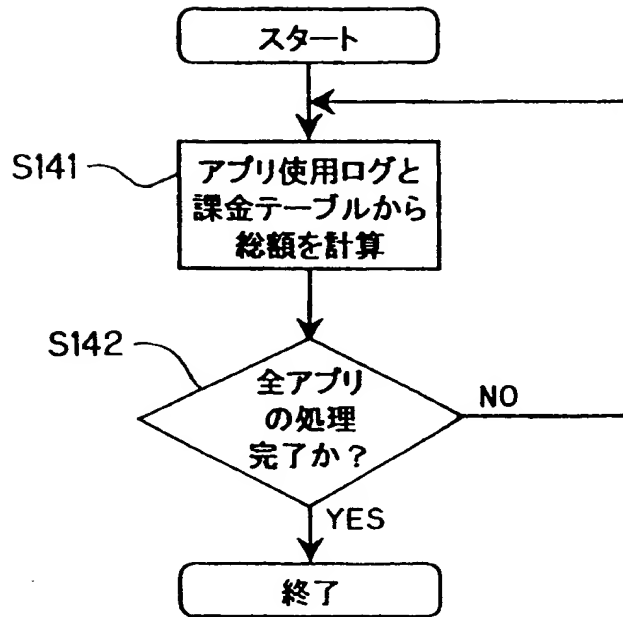 スタート
S141
アプリ使用ログと
課金テーブルから
総額を計算
S142
全アプリ
の処理
完了か？
NO
YES
終了